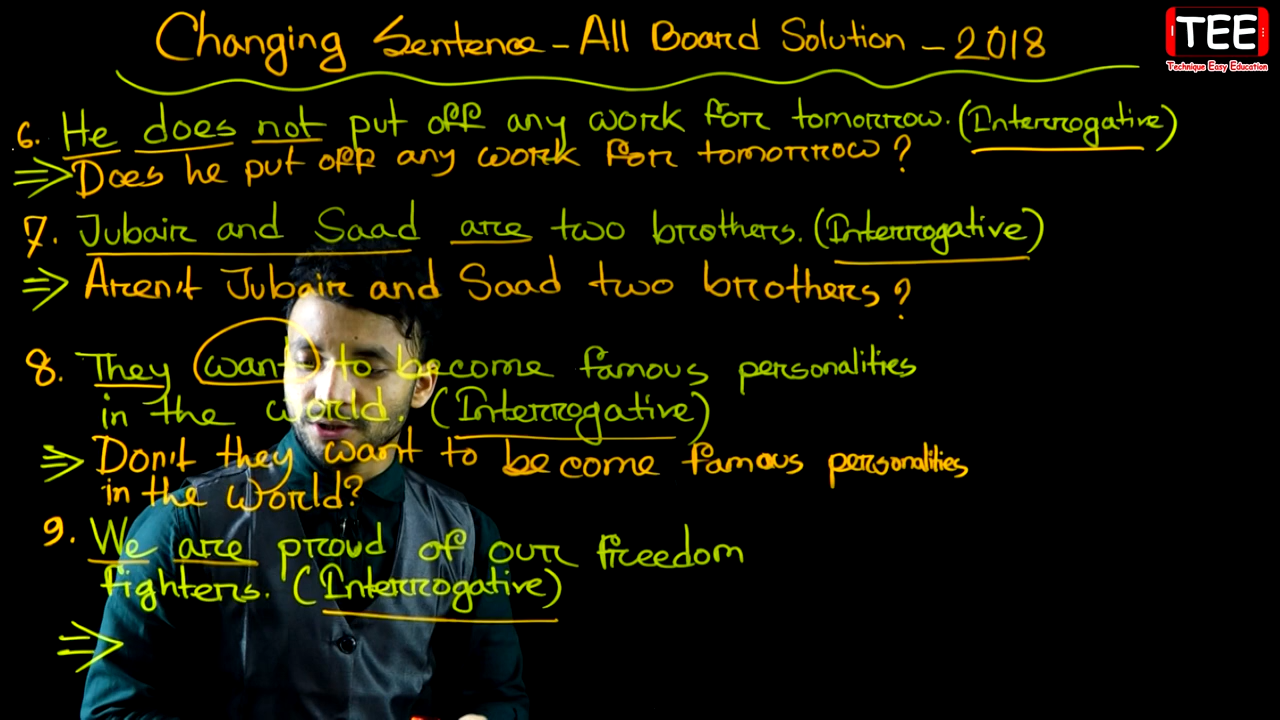 Changing Sentence - All Board Solution - 2018
TEE
Technique Easy Education
6. He does not put off any work for tomorrow. (Interrogative)
⇒ Does he put off any work for tomorrow?
7. Jubair and Saad are two brothers. (Interrogative)
⇒ Aren't Jubair and Saad two brothers?
8. They want to become famous personalities
in the world. (Interrogative)
⇒ Don't they want to become famous personalities
in the world?
9. We are proud of our freedom
fighters. (Interrogative)
⇒